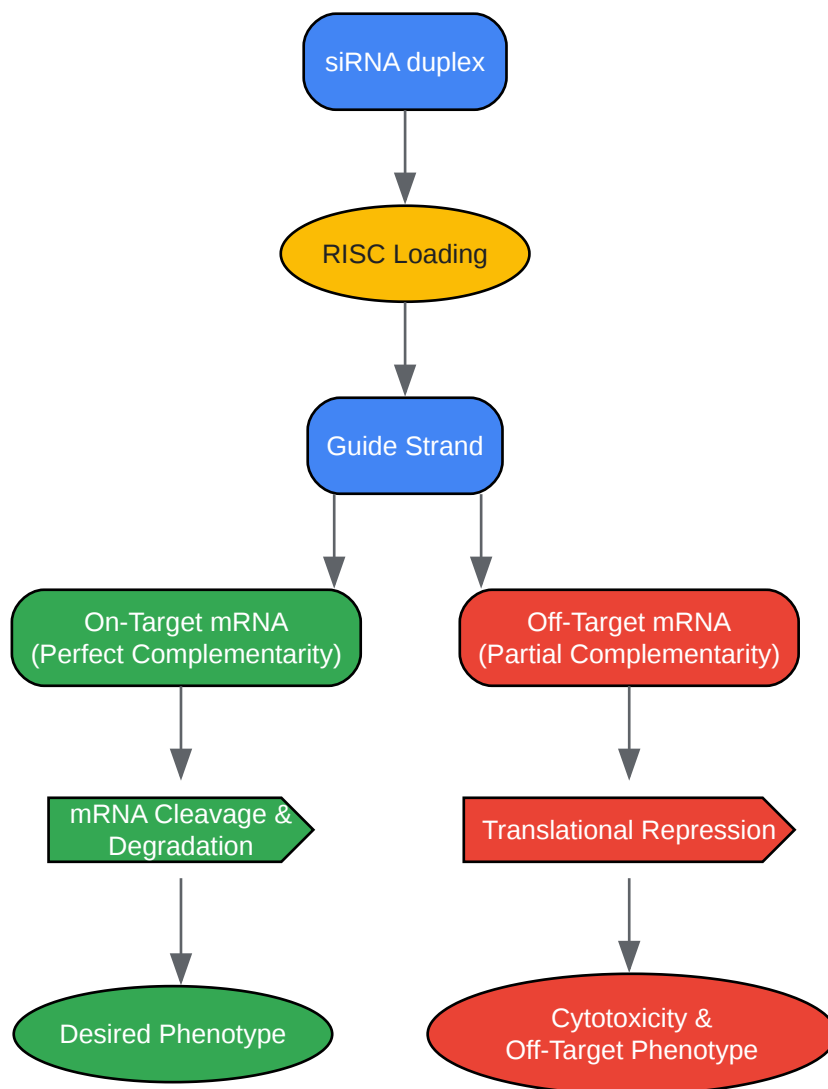 siRNA duplex
RISC Loading
Guide Strand
On-Target mRNA
(Perfect Complementarity)
Off-Target mRNA
(Partial Complementarity)
mRNA Cleavage &
Degradation
Translational Repression
Desired Phenotype
Cytotoxicity &
Off-Target Phenotype